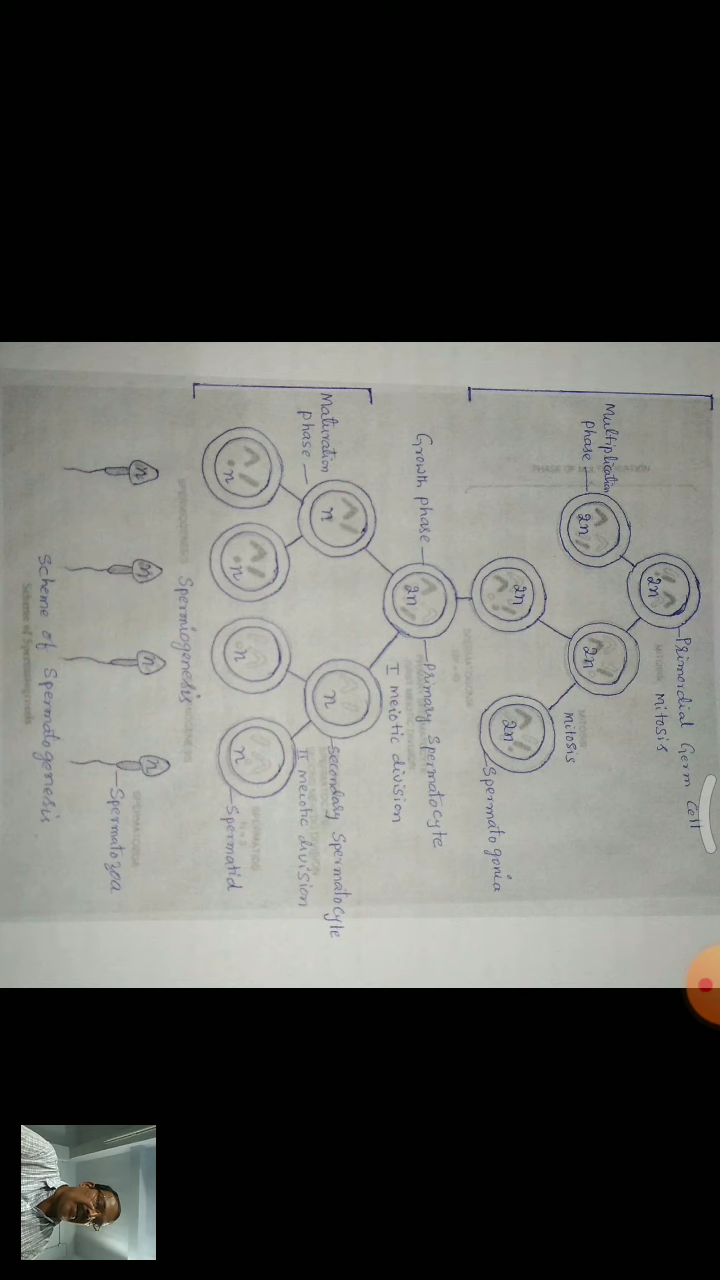 Primordial Germ Cell
2n
Mitosis
Multiplication
phase
2n
2n
Mitosis
2n
2n
Spermatogonia
Growth phase
2n
Primary Spermatocyte
I meiotic division
Maturation
phase
n
n
Secondary Spermatocyte
II meiotic division
n
n
n
n
Spermatid
Spermiogenesis
n
n
n
n
Spermatozoa
Scheme of Spermatogenesis.